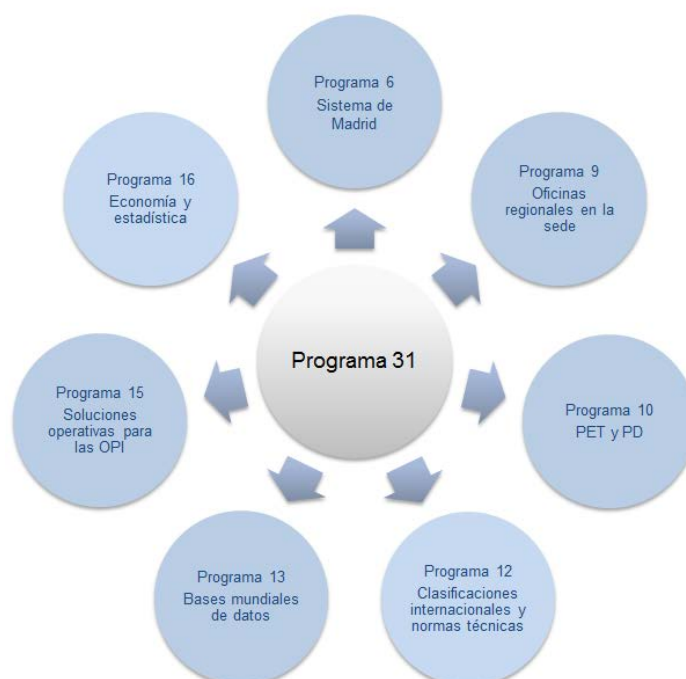 Programa 6
Sistema de
Madrid
Programa 9
Oficinas
regionales en la
sede
Programa 10
PET y PD
Programa 12
Clasificaciones
internacionales y
normas técnicas
Programa 13
Bases mundiales
de datos
Programa 15
Soluciones
operativas para
las OPI
Programa 16
Economía y
estadística
Programa 31